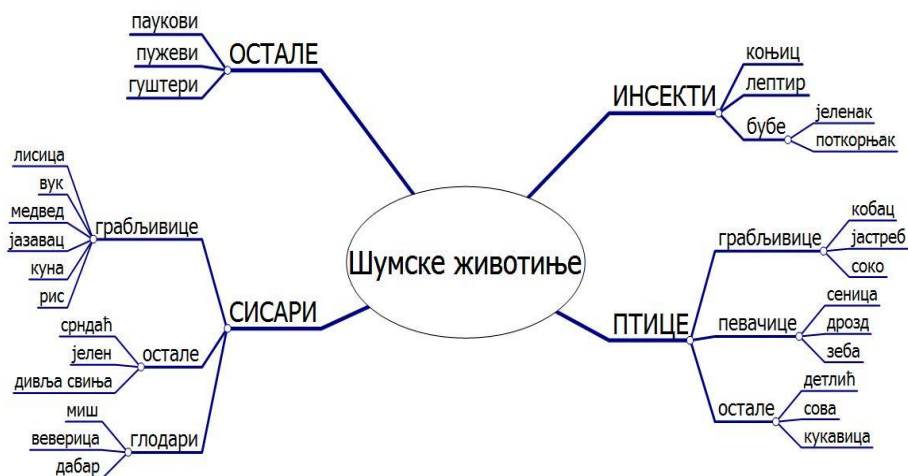 паукови
пужеви
гуштери
ОСТАЛЕ
ИНСЕКТИ
коњиц
лептир
бубе
јеленак
поткорњак
Шумске животиње
лисица
вук
медвед
јазавац
куна
рис
грабљивице
СИСАРИ
срндаћ
јелен
дивља свиња
остале
миш
веверица
дабар
глодари
ПТИЦЕ
грабљивице
кобац
јастреб
соко
певачице
сеница
дрозд
зеба
остале
детлић
сова
кукавица